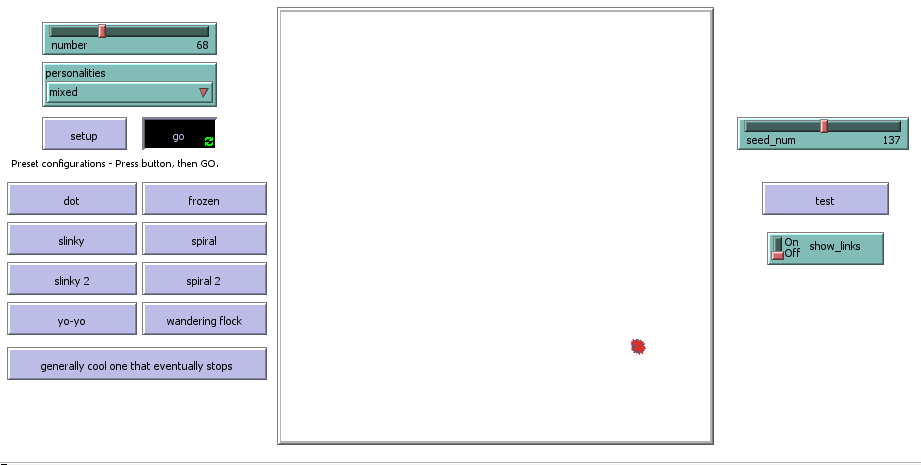 number 68
personalities
mixed
setup go
Preset configurations - Press button, then GO.
dot frozen
slinky spiral
slinky 2 spiral 2
yo-yo wandering flock
generally cool one that eventually stops
seed_num 137
test
On
Off show_links